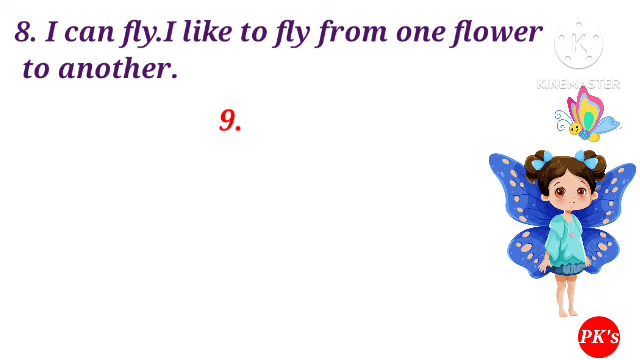 8. I can fly.I like to fly from one flower
to another.
9.
KINEMASTER
PK's